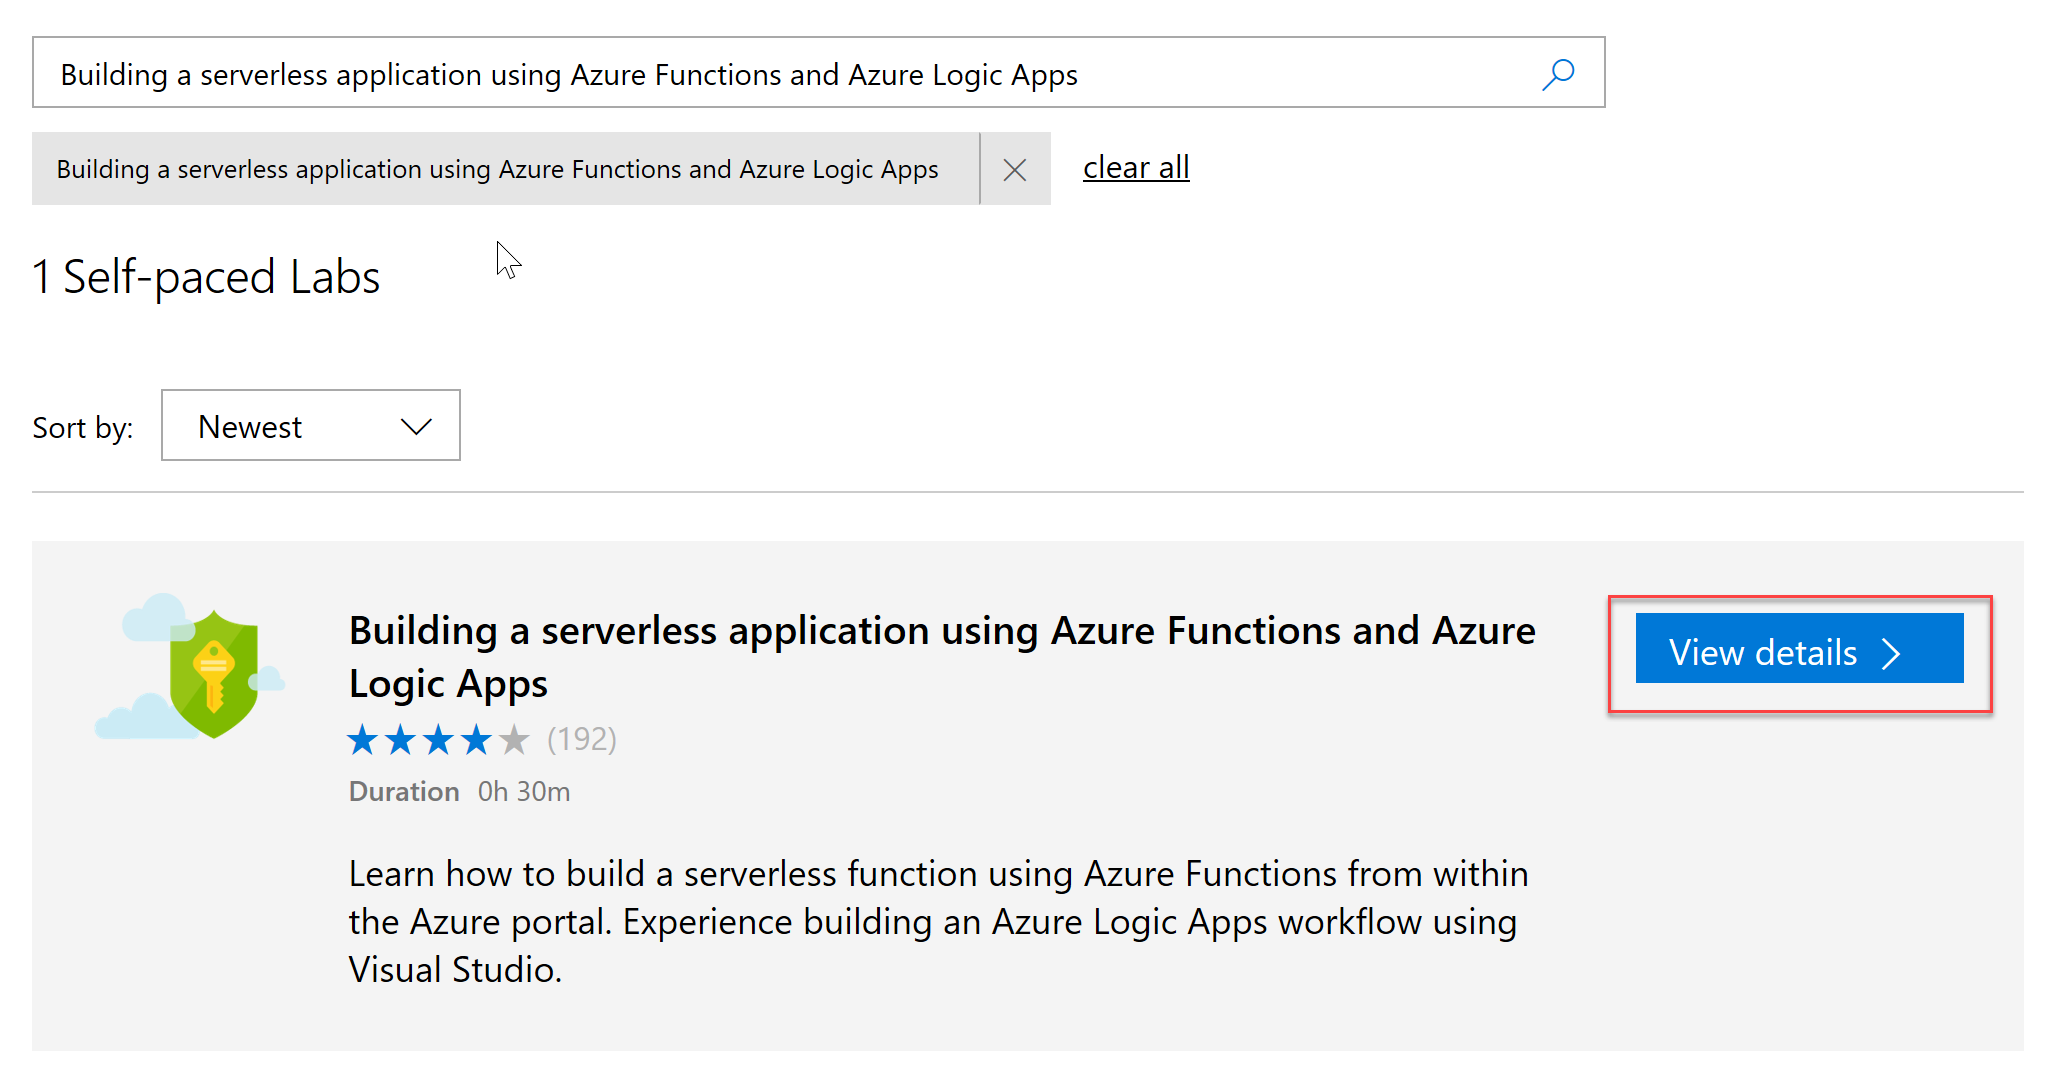 Building a serverless application using Azure Functions and Azure Logic Apps
Building a serverless application using Azure Functions and Azure Logic Apps
clear all
1 Self-paced Labs
Sort by:
Newest
Building a serverless application using Azure Functions and Azure
Logic Apps
View details
(192)
Duration 0h 30m
Learn how to build a serverless function using Azure Functions from within
the Azure portal. Experience building an Azure Logic Apps workflow using
Visual Studio.